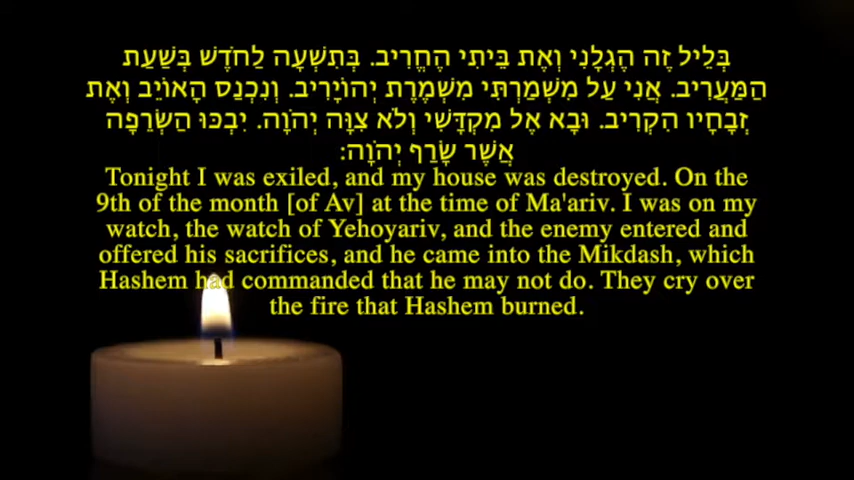 בְּלֵיל זֶה הָגְלָנִי וְאֶת בֵּיתִי הֶחֱרִיב. בְּתִשְׁעָה לַחֹדֶשׁ בְּשַׁעַת
הַמַּעֲרִיב. אֲנִי עַל מִשְׁמַרְתִּי מִשְׁמֶרֶת יְהוֹיָרִיב. וְנִכְנַס הָאוֹיֵב וְאֶת
זְבָחָיו הִקְרִיב. וּבָא אֶל מִקְדָּשִׁי וְלֹא צִוָּה יְהֹוָה. יִבְכּוּ הַשְּׂרֵפָה
אֲשֶׁר שָׂרַף יְהֹוָה:
Tonight I was exiled, and my house was destroyed. On the
9th of the month [of Av] at the time of Ma'ariv. I was on my
watch, the watch of Yehoyariv, and the enemy entered and
offered his sacrifices, and he came into the Mikdash, which
Hashem had commanded that he may not do. They cry over
the fire that Hashem burned.